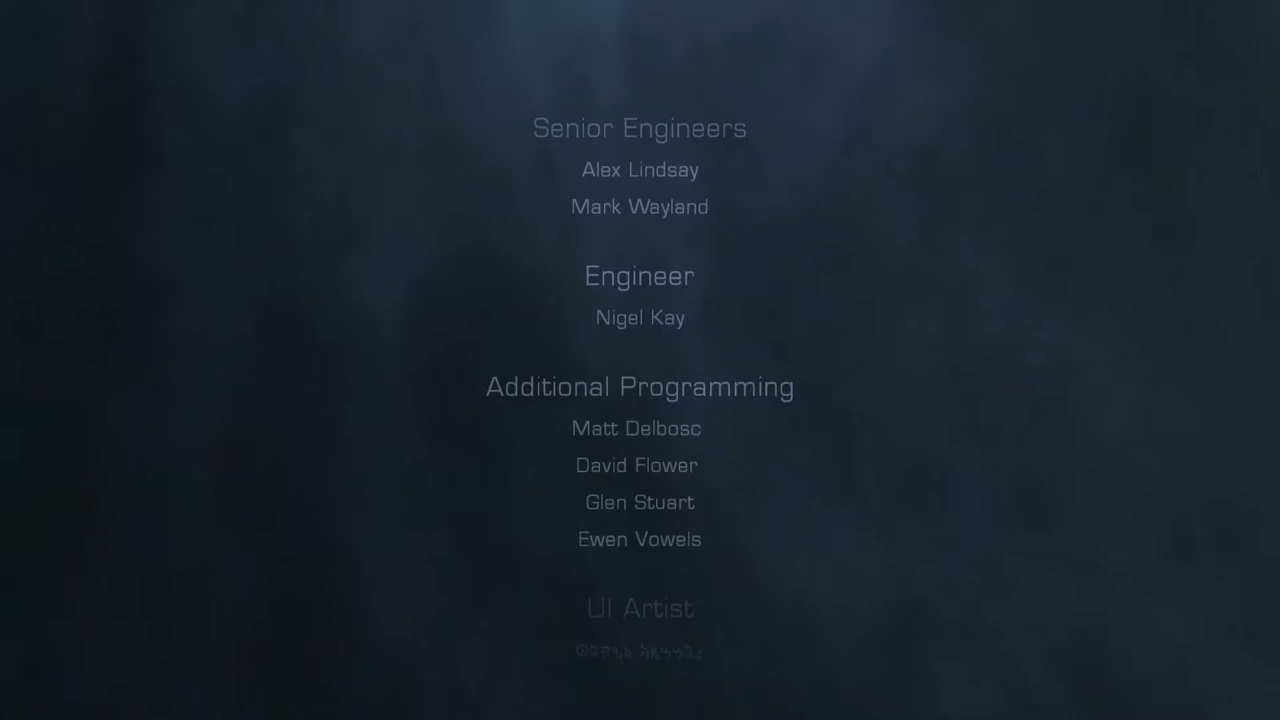 Senior Engineers
Alex Lindsay
Mark Wayland
Engineer
Nigel Kay
Additional Programming
Matt Delbosc
David Flower
Glen Stuart
Ewen Vowels
UI Artist